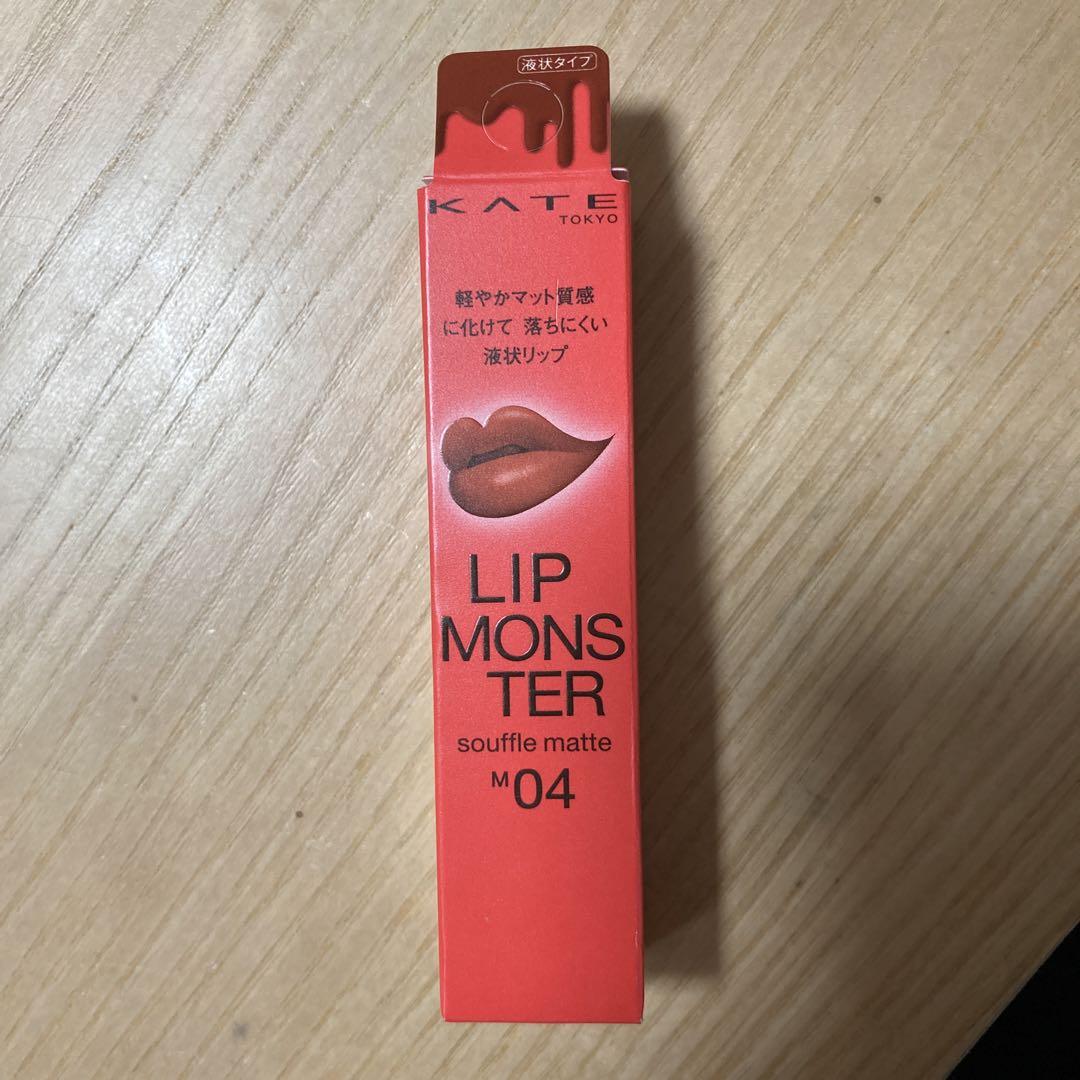 液状タイプ
KATE
TOKYO
軽やかマット質感
に化けて 落ちにくい
液状リップ
LIP
MONS
TER
souffle matte
M04